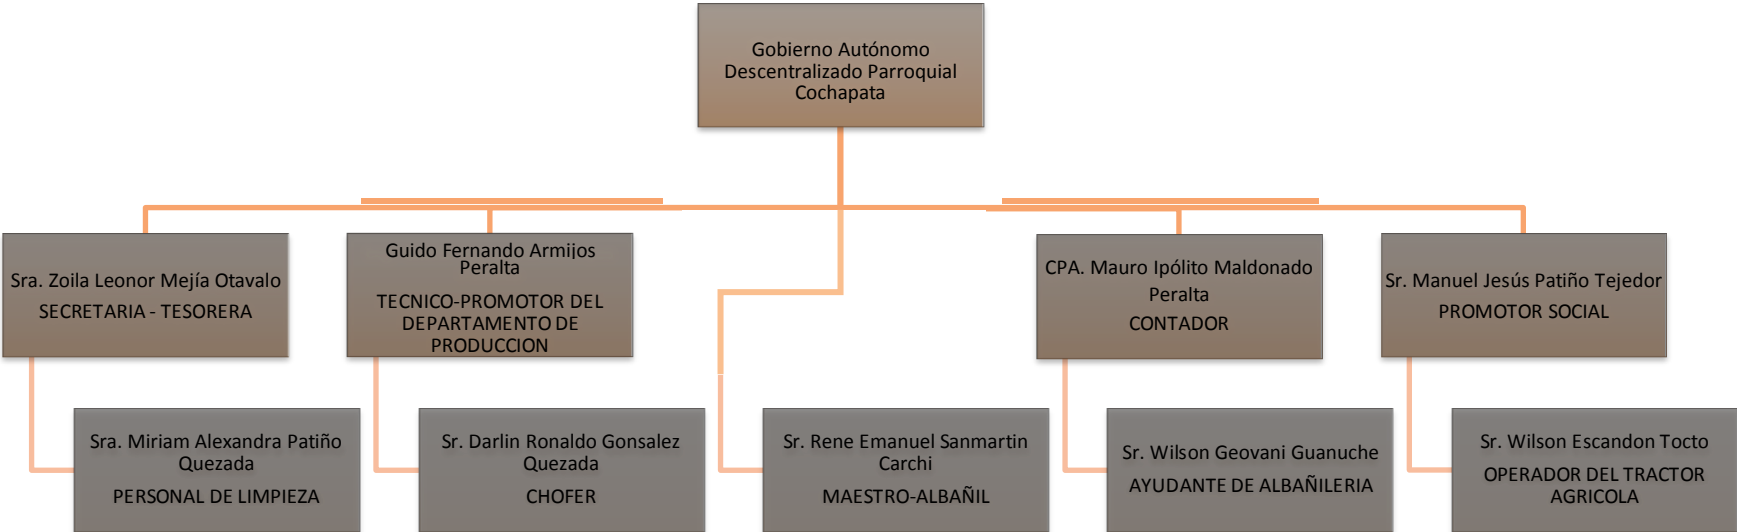 Gobierno Autónomo
Descentralizado Parroquial
Cochapata
Sra. Zoila Leonor Mejía Otavalo
SECRETARIA - TESORERA
Guido Fernando Armijos
Peralta
TECNICO-PROMOTOR DEL
DEPARTAMENTO DE
PRODUCCION
CPA. Mauro Ipólito Maldonado
Peralta
CONTADOR
Sr. Manuel Jesús Patiño Tejedor
PROMOTOR SOCIAL
Sra. Miriam Alexandra Patiño
Quezada
PERSONAL DE LIMPIEZA
Sr. Darlin Ronaldo Gonsalez
Quezada
CHOFER
Sr. Rene Emanuel Sanmartin
Carchi
MAESTRO-ALBAÑIL
Sr. Wilson Geovani Guanuche
AYUDANTE DE ALBAÑILERIA
Sr. Wilson Escandon Tocto
OPERADOR DEL TRACTOR
AGRICOLA